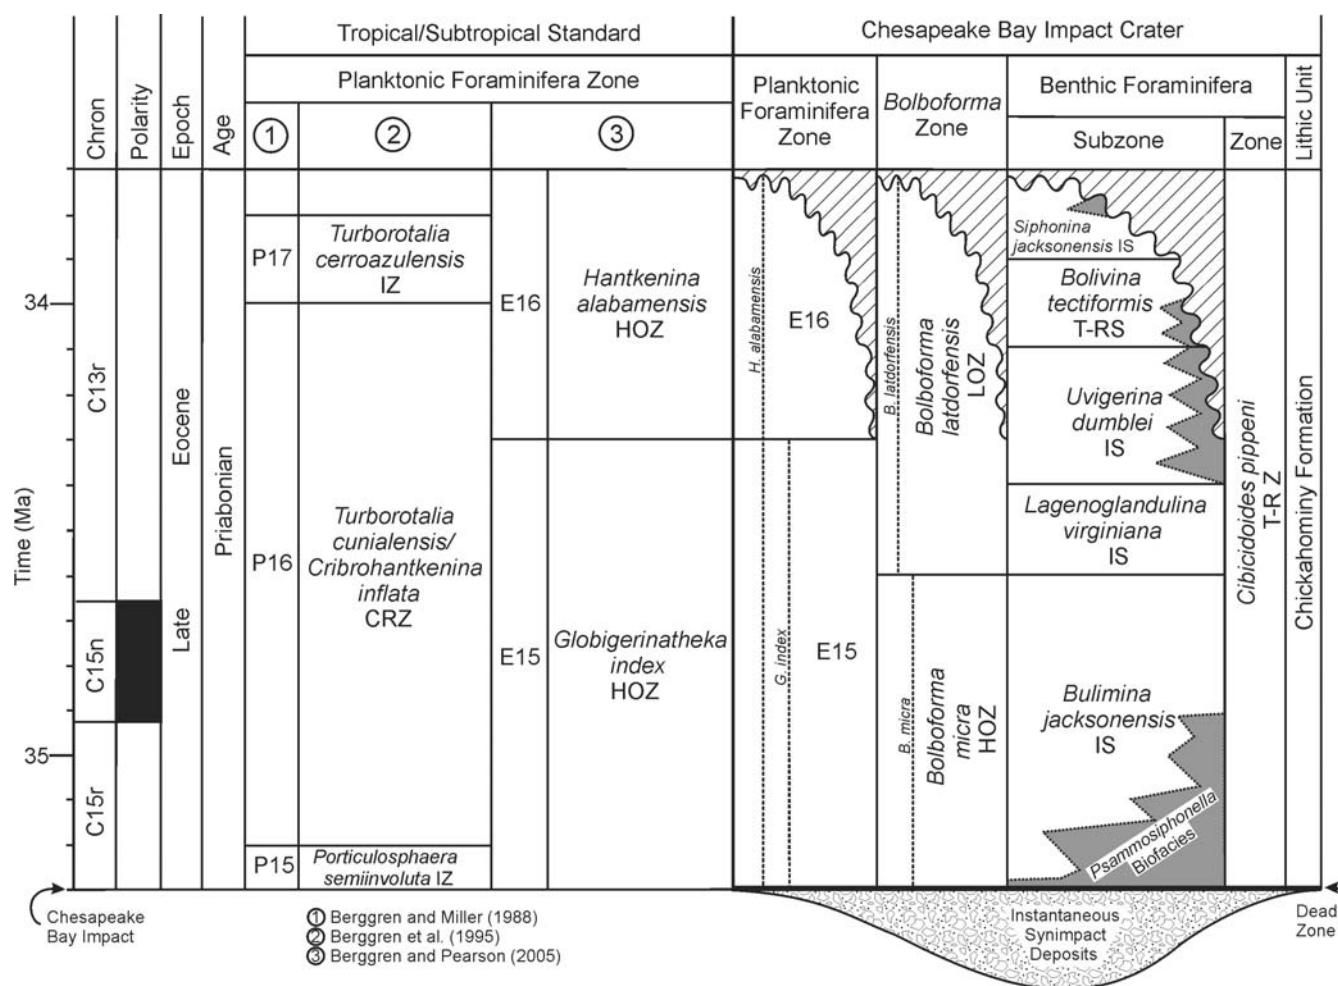 Tropical/Subtropical Standard
Chesapeake Bay Impact Crater
Planktonic Foraminifera Zone
Chron
Polarity
Epoch
Age
1
2
3
Planktonic
Foraminifera
Zone
Bolboforma
Zone
Benthic Foraminifera
Subzone
Zone
Lithic Unit
Time (Ma)
34
35
C13r
C15n
C15r
Late Eocene
Priabonian
P17
P16
P15
Turborotalia
cerroazulensis
IZ
Turborotalia
cunialensis/
Cribrohantkenina
inflata
CRZ
Porticulosphaera
semiinvoluta IZ
E16
E15
Hantkenina
alabamensis
HOZ
Globigerinatheka
index
HOZ
H. alabamensis
E16
G. index
E15
B. latdorfensis
Bolboforma
latdorfensis
LOZ
B. micra
Bolboforma
micra
HOZ
Siphonina
jacksonensis IS
Bolivina
tectiformis
T-RS
Uvigerina
dumblei
IS
Lagenoglandulina
virginiana
IS
Bulimina
jacksonensis
IS
Psammosiphonella
Biofacies
Cibicidoides pippeni
T-R Z
Chickahominy Formation
Chesapeake
Bay Impact
1 Berggren and Miller (1988)
2 Berggren et al. (1995)
3 Berggren and Pearson (2005)
Instantaneous
Synimpact
Deposits
Dead
Zone